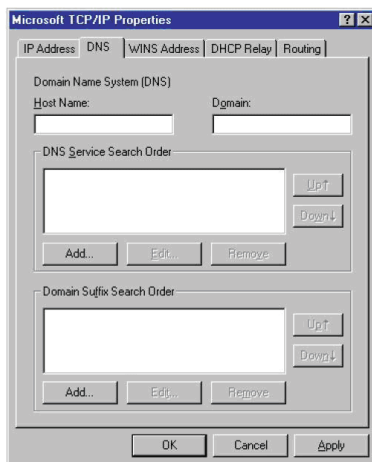 Microsoft TCP/IP Properties
IP Address DNS WINS Address DHCP Relay Routing
Domain Name System (DNS)
Host Name: Domain:
DNS Service Search Order
Up↑
Down↓
Add... Edit... Remove
Domain Suffix Search Order
Up↑
Down↓
Add... Edit... Remove
OK Cancel Apply